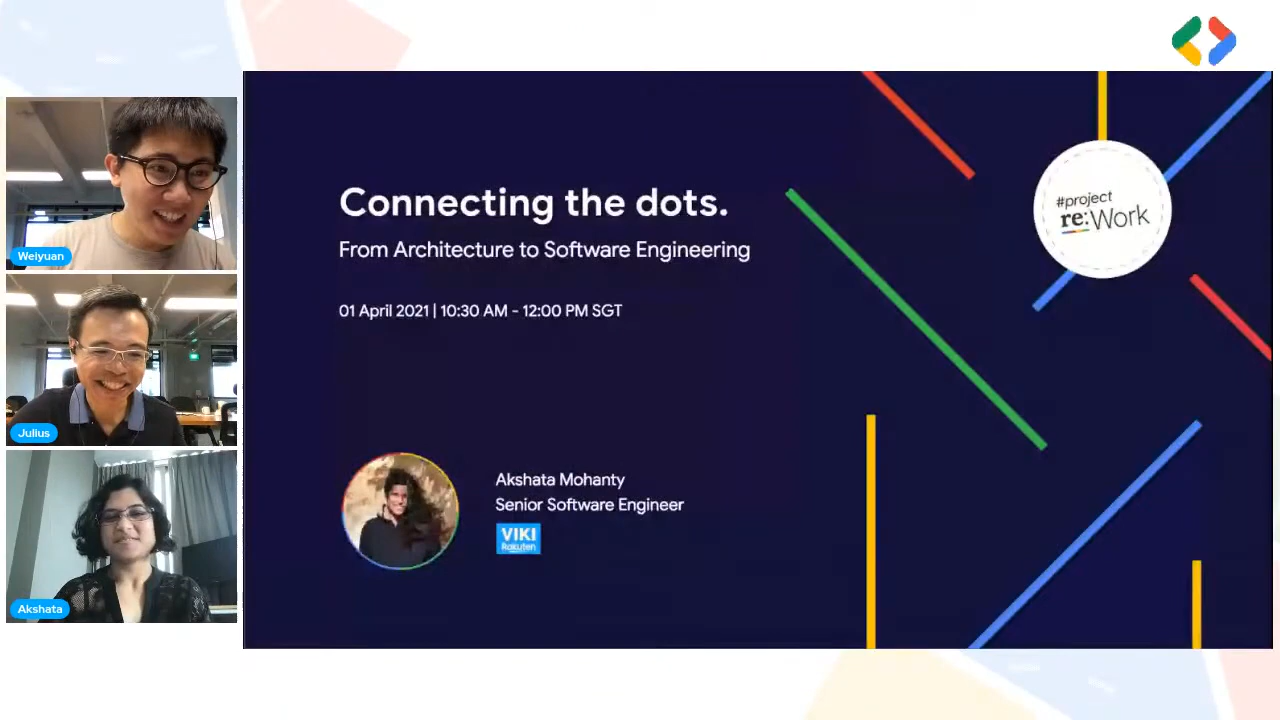 Weiyuan
Julius
Akshata
Connecting the dots.
From Architecture to Software Engineering
01 April 2021 | 10:30 AM - 12:00 PM SGT
Akshata Mohanty
Senior Software Engineer
VIKI
Rakuten
#project
re:Work